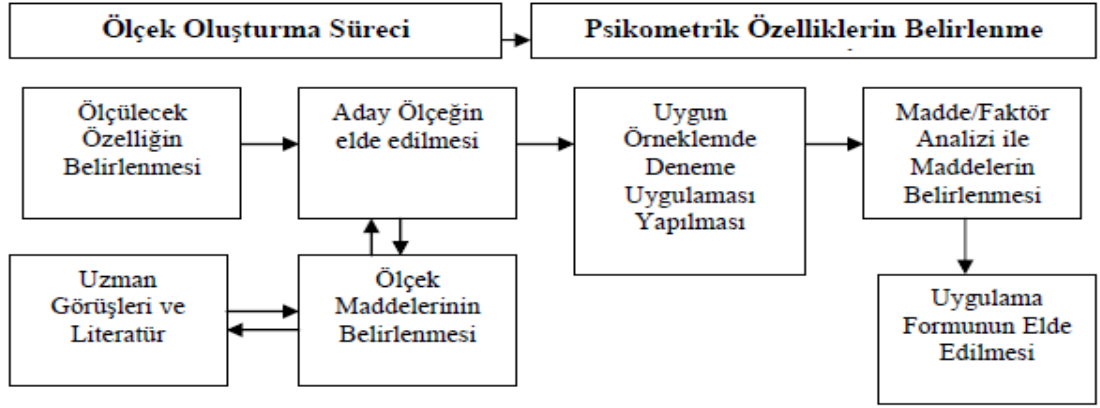 Ölçek Oluşturma Süreci
Psikometrik Özelliklerin Belirlenme
Ölçülecek
Özelliğin
Belirlenmesi
Aday Ölçeğin
elde edilmesi
Uygun
Örneklemde
Deneme
Uygulaması
Yapılması
Madde/Faktör
Analizi ile
Maddelerin
Belirlenmesi
Uzman
Görüşleri ve
Literatür
Ölçek
Maddelerinin
Belirlenmesi
Uygulama
Formunun Elde
Edilmesi